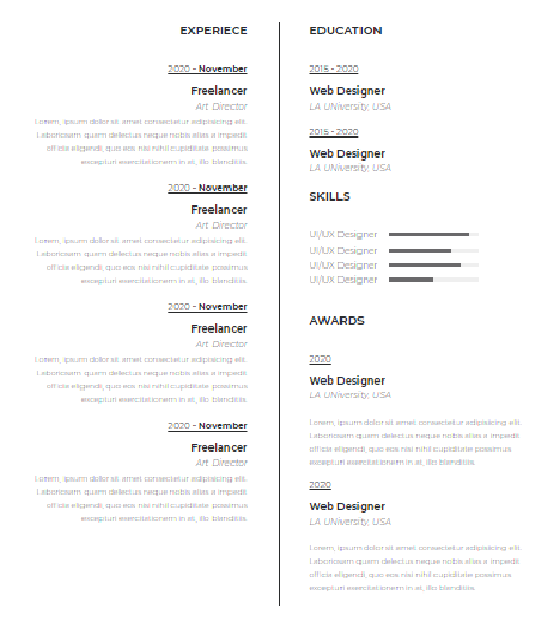 EXPERIECE
2020 - November
Freelancer
Art Director
Lorem, ipsum dolor sit amet consectetur adipisicing elit.
Laboriosam quam delectus neque nobis alias a impedit
officia eligendi, quo eos nisi nihil cupiditate possimus
excepturi exercitationem in at, illo blanditiis.
2020 - November
Freelancer
Art Director
Lorem, ipsum dolor sit amet consectetur adipisicing elit.
Laboriosam quam delectus neque nobis alias a impedit
officia eligendi, quo eos nisi nihil cupiditate possimus
excepturi exercitationem in at, illo blanditiis.
2020 - November
Freelancer
Art Director
Lorem, ipsum dolor sit amet consectetur adipisicing elit.
Laboriosam quam delectus neque nobis alias a impedit
officia eligendi, quo eos nisi nihil cupiditate possimus
excepturi exercitationem in at, illo blanditiis.
2020 - November
Freelancer
Art Director
Lorem, ipsum dolor sit amet consectetur adipisicing elit.
Laboriosam quam delectus neque nobis alias a impedit
officia eligendi, quo eos nisi nihil cupiditate possimus
excepturi exercitationem in at, illo blanditiis.
EDUCATION
2015 - 2020
Web Designer
LA UNiversity, USA
2015 - 2020
Web Designer
LA UNiversity, USA
SKILLS
UI/UX Designer
UI/UX Designer
UI/UX Designer
UI/UX Designer
AWARDS
2020
Web Designer
LA UNiversity, USA
Lorem, ipsum dolor sit amet consectetur adipisicing elit.
Laboriosam quam delectus neque nobis alias a impedit
officia eligendi, quo eos nisi nihil cupiditate possimus
excepturi exercitationem in at, illo blanditiis.
2020
Web Designer
LA UNiversity, USA
Lorem, ipsum dolor sit amet consectetur adipisicing elit.
Laboriosam quam delectus neque nobis alias a impedit
officia eligendi, quo eos nisi nihil cupiditate possimus
excepturi exercitationem in at, illo blanditiis.